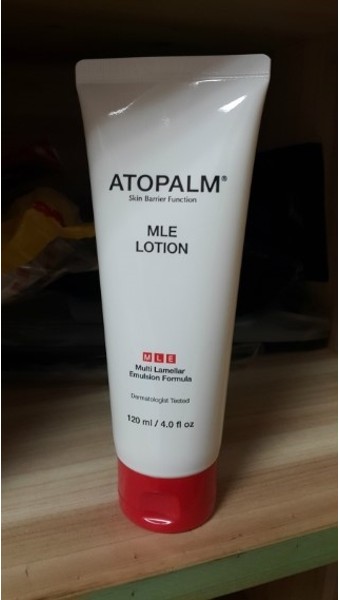 ATOPALM®
Skin Barrier Function
MLE
LOTION
MLE
Multi Lamellar
Emulsion Formula
Dermatologist Tested
120 ml / 4.0 fl oz